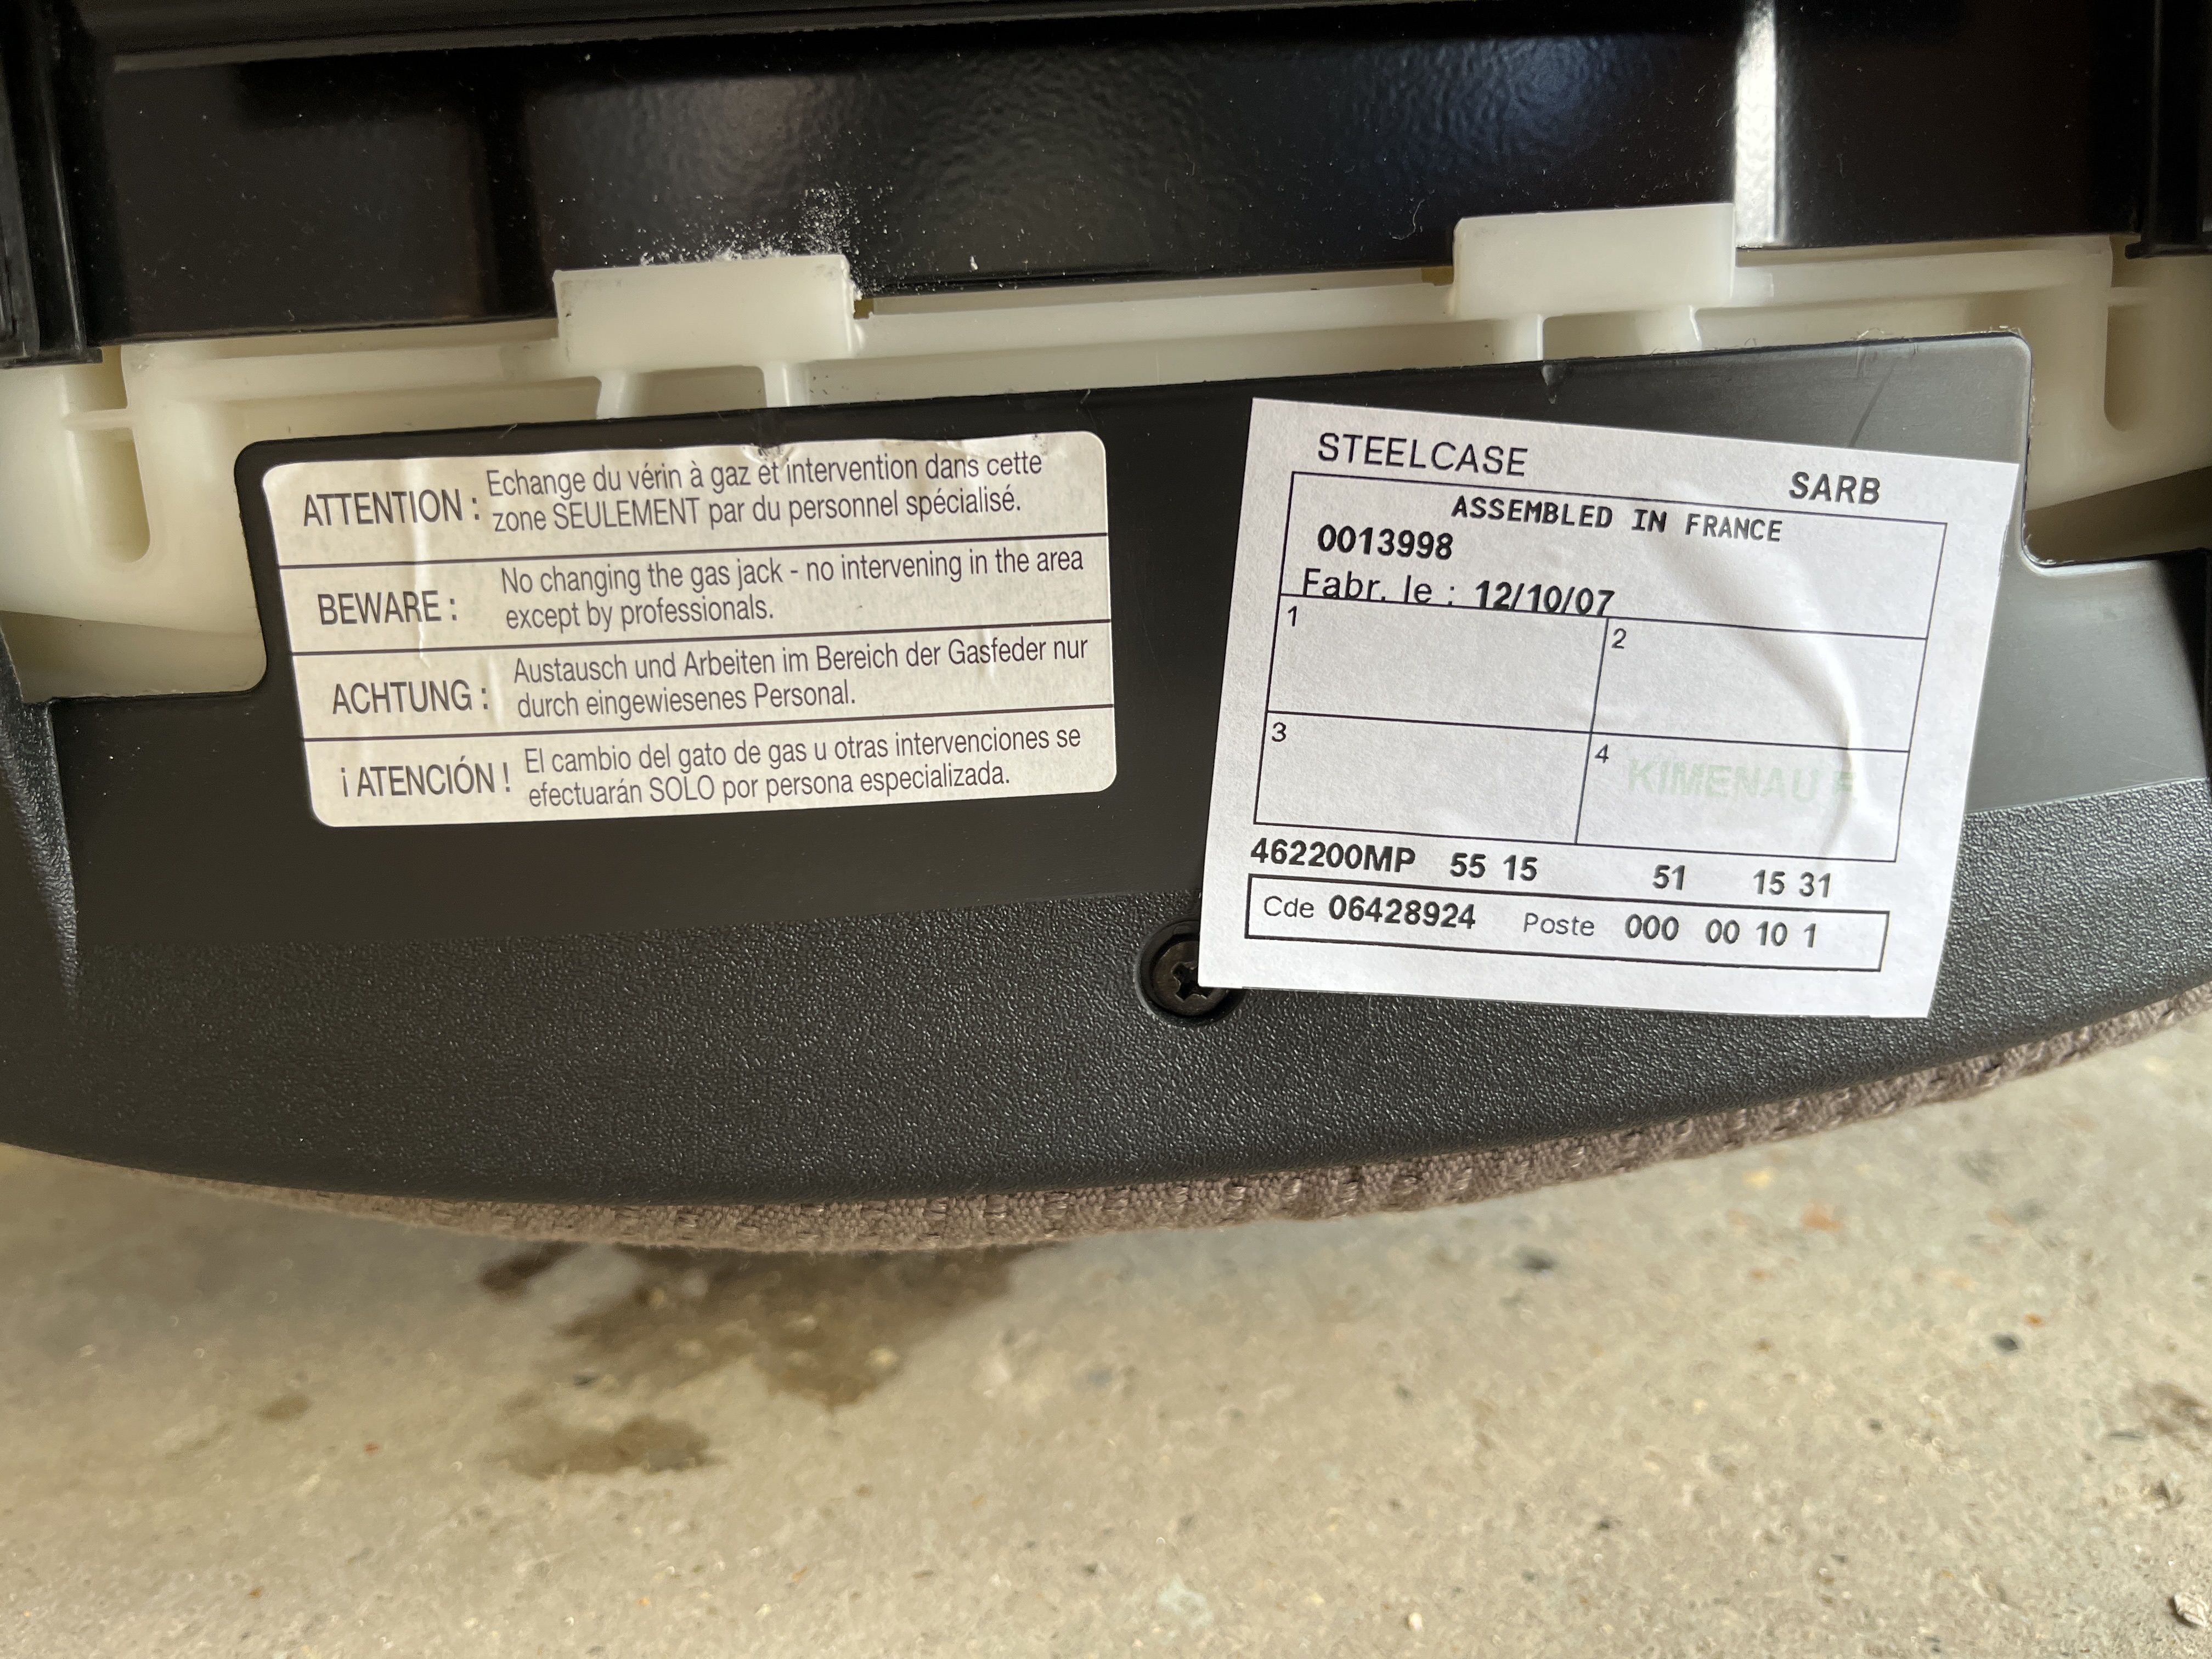 ATTENTION : Echange du vérin à gaz et intervention dans cette
zone SEULEMENT par du personnel spécialisé.
BEWARE : No changing the gas jack - no intervening in the area
except by professionals.
ACHTUNG : Austausch und Arbeiten im Bereich der Gasfeder nur
durch eingewiesenes Personal.
¡ ATENCIÓN ! El cambio del gato de gas u otras intervenciones se
efectuarán SOLO por persona especializada.
STEELCASE SARB
ASSEMBLED IN FRANCE
0013998
Fabr. le : 12/10/07
1 2
3 4
KIMENAU
462200MP 55 15 51 15 31
Cde 06428924 Poste 000 00 10 1